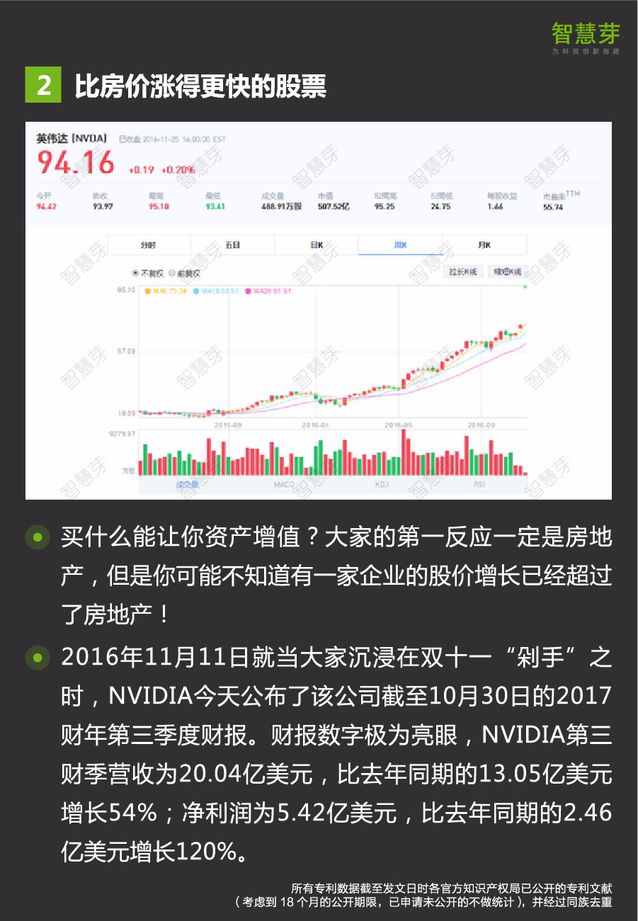 智慧芽
为科技创新指路
2 比房价涨得更快的股票
英伟达 (NVDA) 已收盘 2016-11-25 16:00:00 EST
94.16 +0.19 +0.20%
今开 昨收 最高 最低 成交量 市值 52周高 52周低 每股收益 市盈率TTM
94.42 93.97 95.10 93.41 488.91万股 507.52亿 95.25 24.75 1.66 55.74
分时 五日 日K 周K 月K
不复权 前复权 拉长K线 缩短K线
95.10
57.09
19.09
2015-09 2016-01 2016-05 2016-09
9279.97
万股
成交量 MACD KDJ RSI
买什么能让你资产增值？大家的第一反应一定是房地
产，但是你可能不知道有一家企业的股价增长已经超过
了房地产！
2016年11月11日就当大家沉浸在双十一“剁手”之
时，NVIDIA今天公布了该公司截至10月30日的2017
财年第三季度财报。财报数字极为亮眼，NVIDIA第三
财季营收为20.04亿美元，比去年同期的13.05亿美元
增长54%；净利润为5.42亿美元，比去年同期的2.46
亿美元增长120%。
所有专利数据截至发文日时各官方知识产权局已公开的专利文献
（考虑到 18 个月的公开期限，已申请未公开的不做统计），并经过同族去重